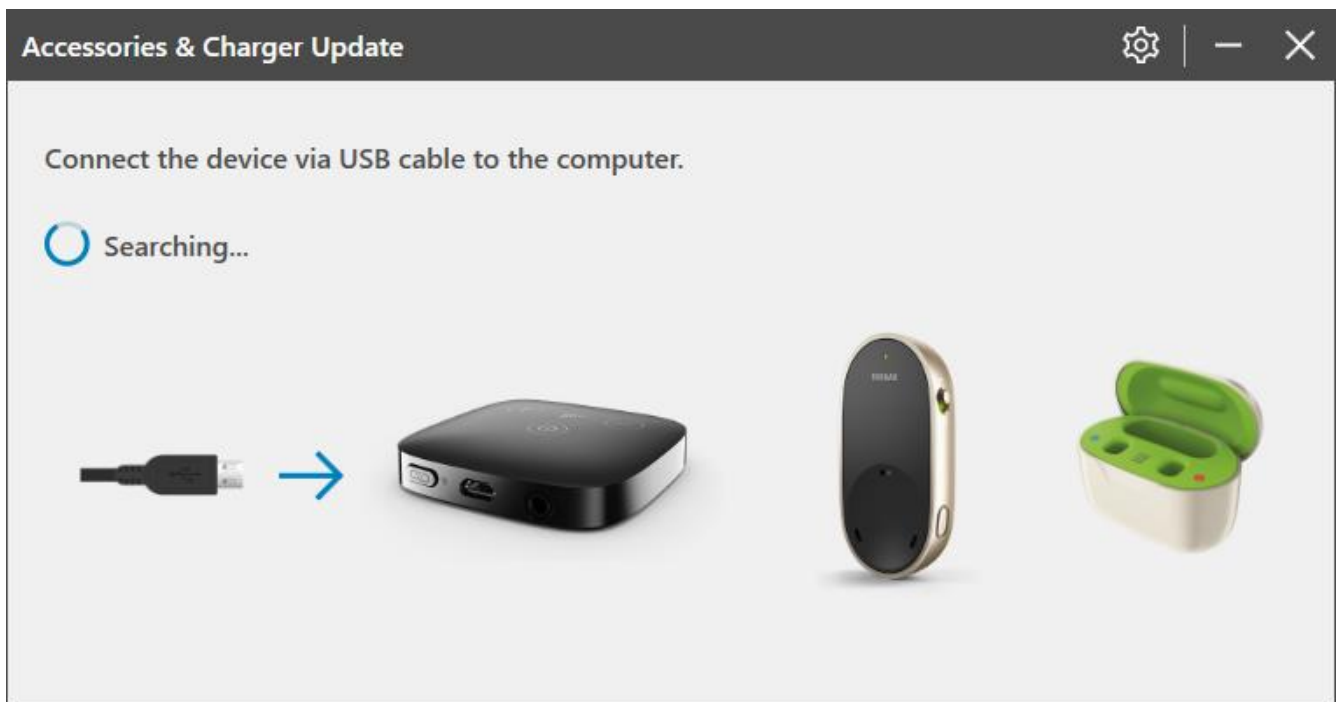 Accessories & Charger Update
Connect the device via USB cable to the computer.
Searching...